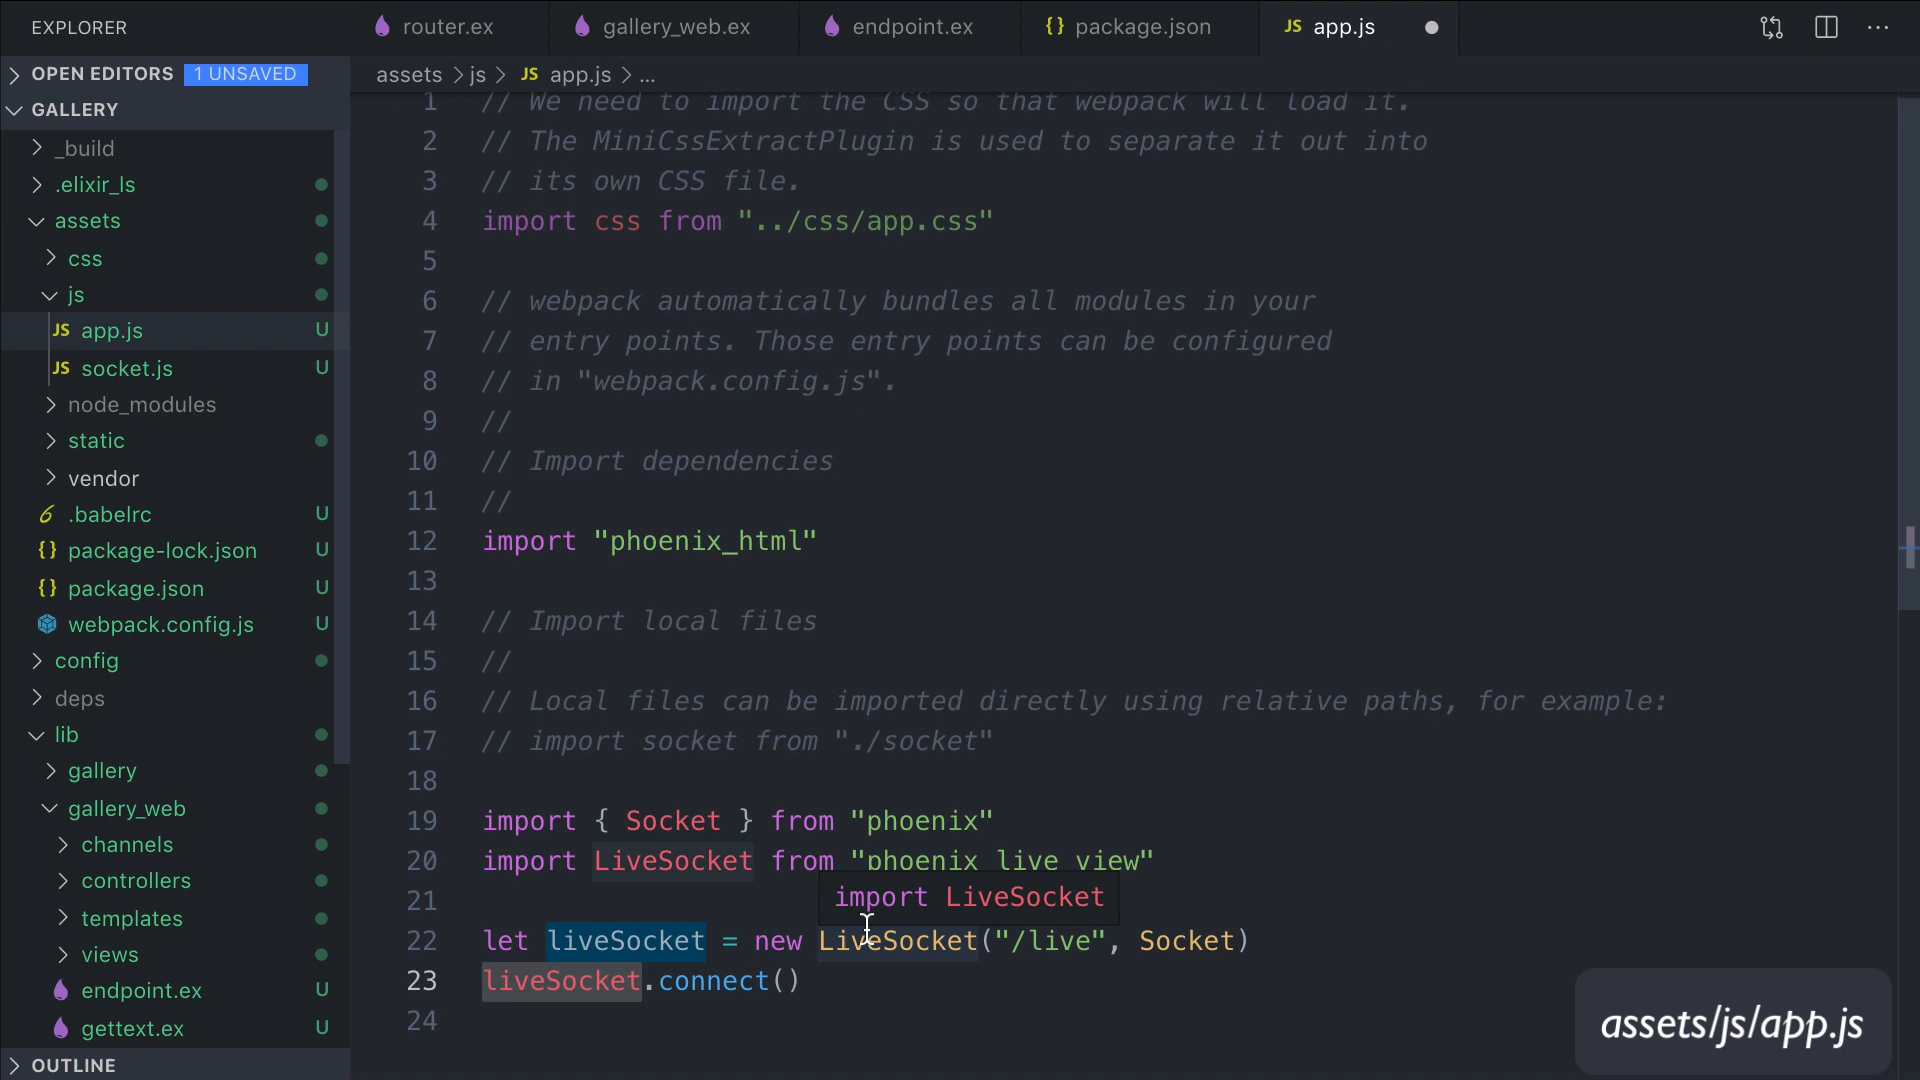 EXPLORER
router.ex
gallery_web.ex
endpoint.ex
{} package.json
JS app.js
OPEN EDITORS 1 UNSAVED
assets > js > JS app.js > ...
GALLERY
_build
.elixir_ls
assets
css
js
JS app.js U
JS socket.js U
node_modules
static
vendor
.babelrc U
{} package-lock.json U
{} package.json U
webpack.config.js U
config
deps
lib
gallery
gallery_web
channels
controllers
templates
views
endpoint.ex U
gettext.ex U
OUTLINE
1 // We need to import the CSS so that webpack will load it.
2 // The MiniCssExtractPlugin is used to separate it out into
3 // its own CSS file.
4 import css from "../css/app.css"
5
6 // webpack automatically bundles all modules in your
7 // entry points. Those entry points can be configured
8 // in "webpack.config.js".
9 //
10 // Import dependencies
11 //
12 import "phoenix_html"
13
14 // Import local files
15 //
16 // Local files can be imported directly using relative paths, for example:
17 // import socket from "./socket"
18
19 import { Socket } from "phoenix"
20 import LiveSocket from "phoenix_live_view"
import LiveSocket
21
22 let liveSocket = new LiveSocket("/live", Socket)
23 liveSocket.connect()
24
assets/js/app.js